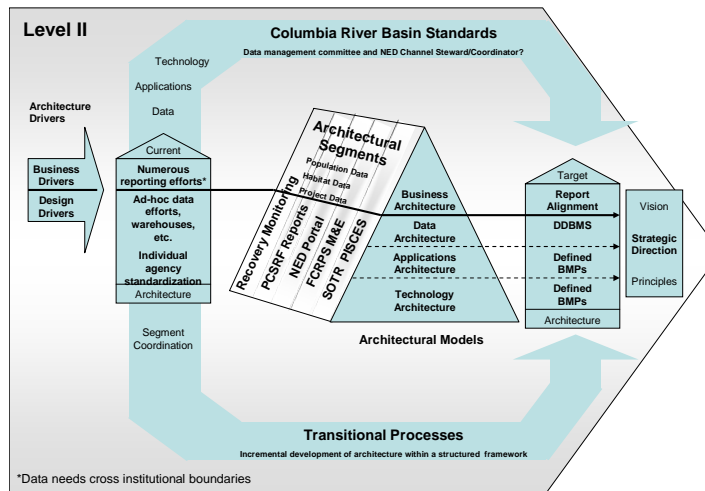 Level II
Columbia River Basin Standards
Data management committee and NED Channel Steward/Coordinator?
Technology
Applications
Data
Architecture
Drivers
Business
Drivers
Design
Drivers
Current
Numerous
reporting efforts*
Ad-hoc data
efforts,
warehouses,
etc.
Individual
agency
standardization
Architecture
Segment
Coordination
Architectural
Segments
Population Data
Habitat Data
Project Data
Recovery Monitoring
PCSRF Reports
NED Portal
FCRPS M&E
SOTR PISCES
Business
Architecture
Data
Architecture
Applications
Architecture
Technology
Architecture
Architectural Models
Target
Report
Alignment
DDBMS
Defined
BMPs
Defined
BMPs
Architecture
Vision
Strategic
Direction
Principles
Transitional Processes
Incremental development of architecture within a structured framework
*Data needs cross institutional boundaries